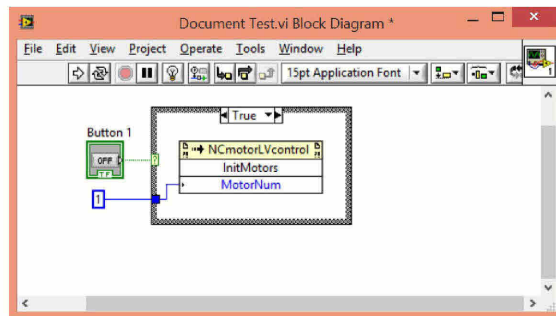 Document Test.vi Block Diagram *
File Edit View Project Operate Tools Window Help
15pt Application Font
1
True
Button 1
OFF
TF
?
NCmotorLVcontrol
InitMotors
MotorNum
1